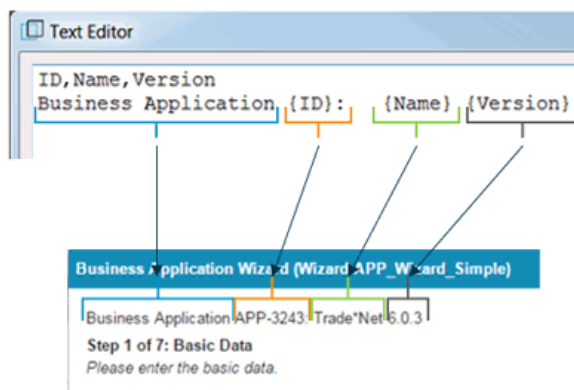 Text Editor
ID,Name,Version
Business Application {ID}: {Name} {Version}
Business Application Wizard (Wizard APP_Wizard_Simple)
Business Application APP-3243: Trade*Net 6.0.3
Step 1 of 7: Basic Data
Please enter the basic data.